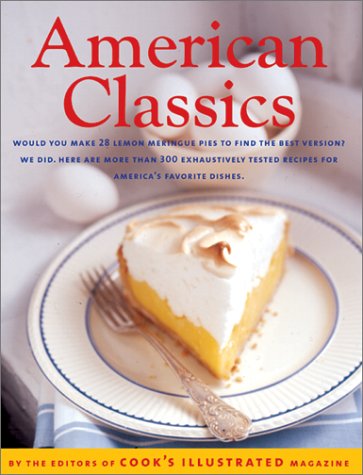 American
Classics
WOULD YOU MAKE 28 LEMON MERINGUE PIES TO FIND THE BEST VERSION?
WE DID. HERE ARE MORE THAN 300 EXHAUSTIVELY TESTED RECIPES FOR
AMERICA'S FAVORITE DISHES.
BY THE EDITORS OF COOK'S ILLUSTRATED MAGAZINE